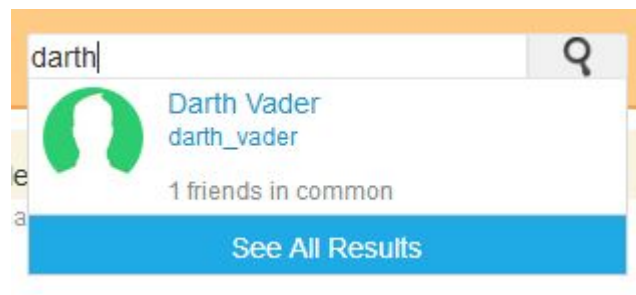 darth
Darth Vader
darth_vader
1 friends in common
See All Results
e
a